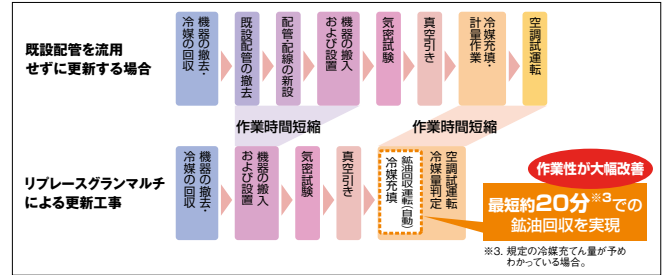 既設配管を流用
せずに更新する場合
機器の撤去・
冷媒の回収
既設配管の撤去
配管・配線の新設
機器の搬入
および設置
気密試験
真空引き
冷媒充填・
計量作業
空調試運転
作業時間短縮
作業時間短縮
リプレースグランマルチ
による更新工事
機器の撤去・
冷媒の回収
機器の搬入
および設置
気密試験
真空引き
鉱油回収運転(自動)
冷媒充填
空調試運転
冷媒量判定
作業性が大幅改善
最短約20分※3での
鉱油回収を実現
※3. 規定の冷媒充てん量が予め
わかっている場合。